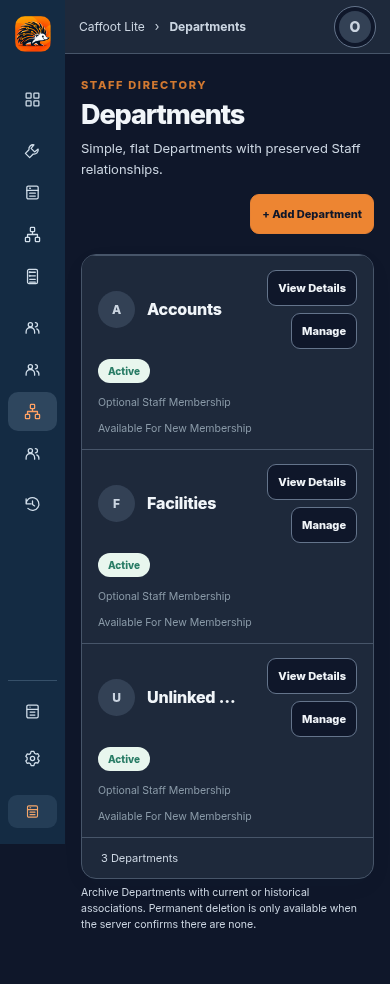 Caffoot Lite › Departments
O
STAFF DIRECTORY
Departments
Simple, flat Departments with preserved Staff
relationships.
+ Add Department
A
Accounts
View Details
Manage
Active
Optional Staff Membership
Available For New Membership
F
Facilities
View Details
Manage
Active
Optional Staff Membership
Available For New Membership
U
Unlinked ...
View Details
Manage
Active
Optional Staff Membership
Available For New Membership
3 Departments
Archive Departments with current or historical
associations. Permanent deletion is only available when
the server confirms there are none.